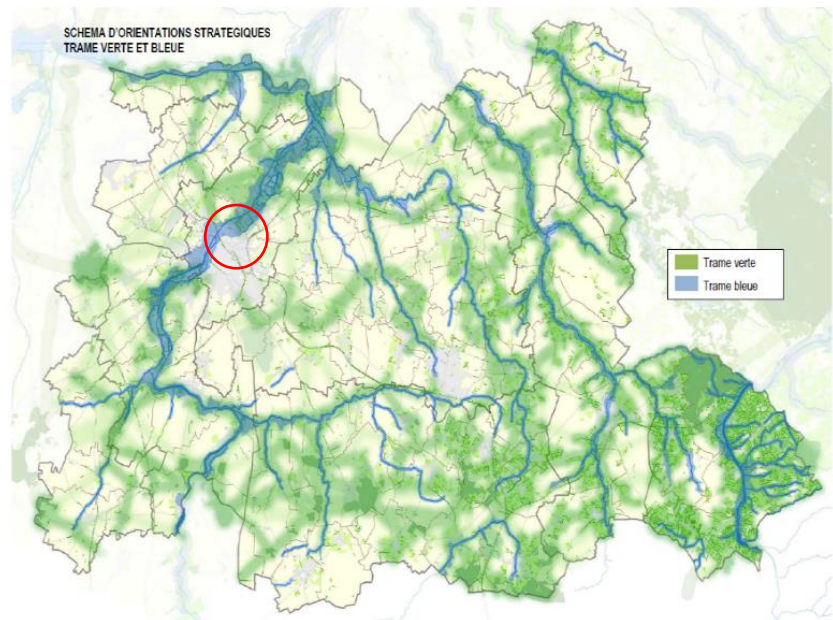 SCHEMA D'ORIENTATIONS STRATEGIQUES
TRAME VERTE ET BLEUE
Trame verte
Trame bleue